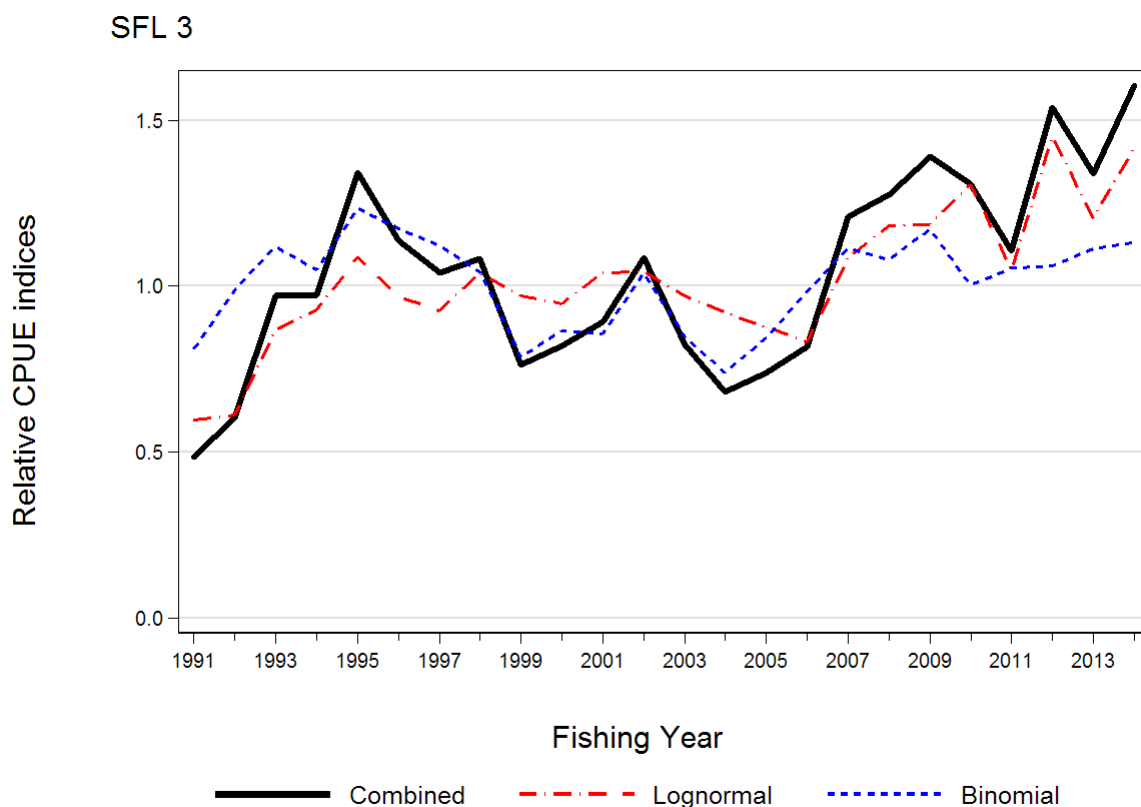 SFL 3
Relative CPUE indices
1.5
1.0
0.5
0.0
1991 1993 1995 1997 1999 2001 2003 2005 2007 2009 2011 2013
Fishing Year
Combined Lognormal Binomial